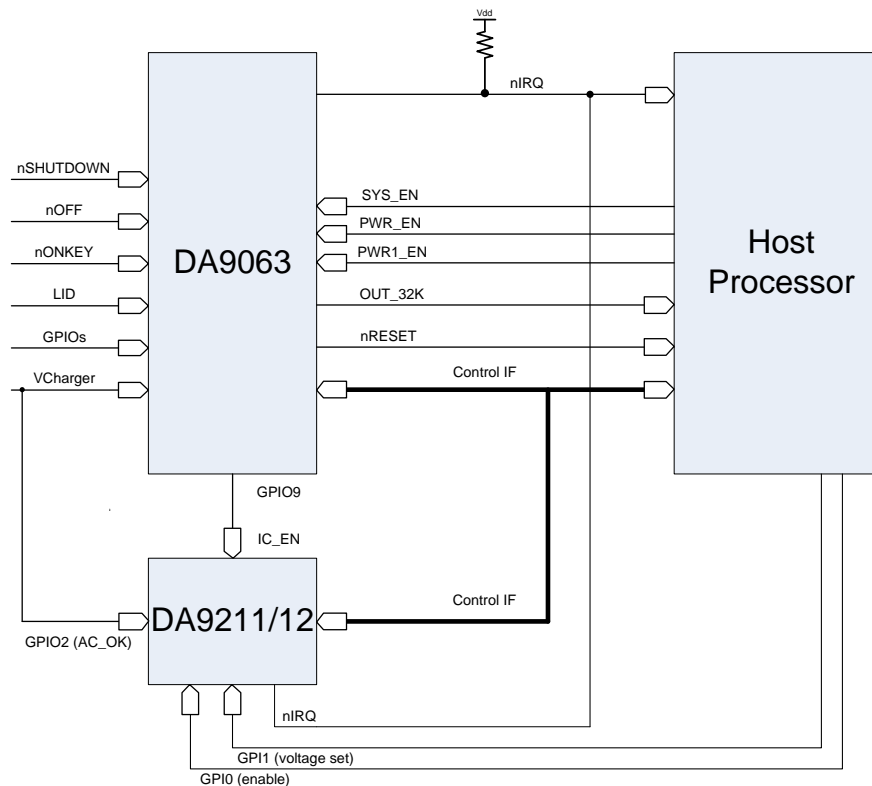 Vdd
nIRQ
nSHUTDOWN
SYS_EN
nOFF
PWR_EN
nONKEY
DA9063
PWR1_EN
Host
Processor
LID
OUT_32K
GPIOs
nRESET
VCharger
Control IF
GPIO9
IC_EN
Control IF
DA9211/12
GPIO2 (AC_OK)
nIRQ
GPI1 (voltage set)
GPI0 (enable)